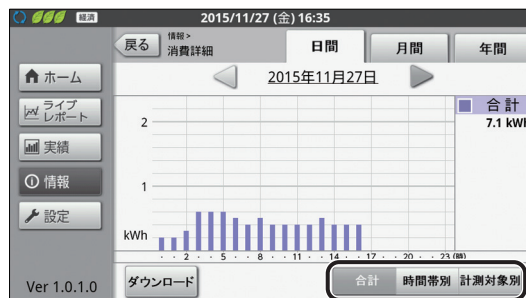 経済
2015/11/27 (金) 16:35
戻る
情報 >
消費詳細
日間
月間
年間
ホーム
2015年11月27日
ライブ
レポート
合計
7.1 kWh
2
実績
1
情報
設定
kWh
・ ・ 2 ・ ・ 5 ・ ・ 8 ・ ・ 11 ・ ・ 14 ・ ・ 17 ・ ・ 20 ・ ・ 23 (時)
Ver 1.0.1.0
ダウンロード
合計
時間帯別
計測対象別